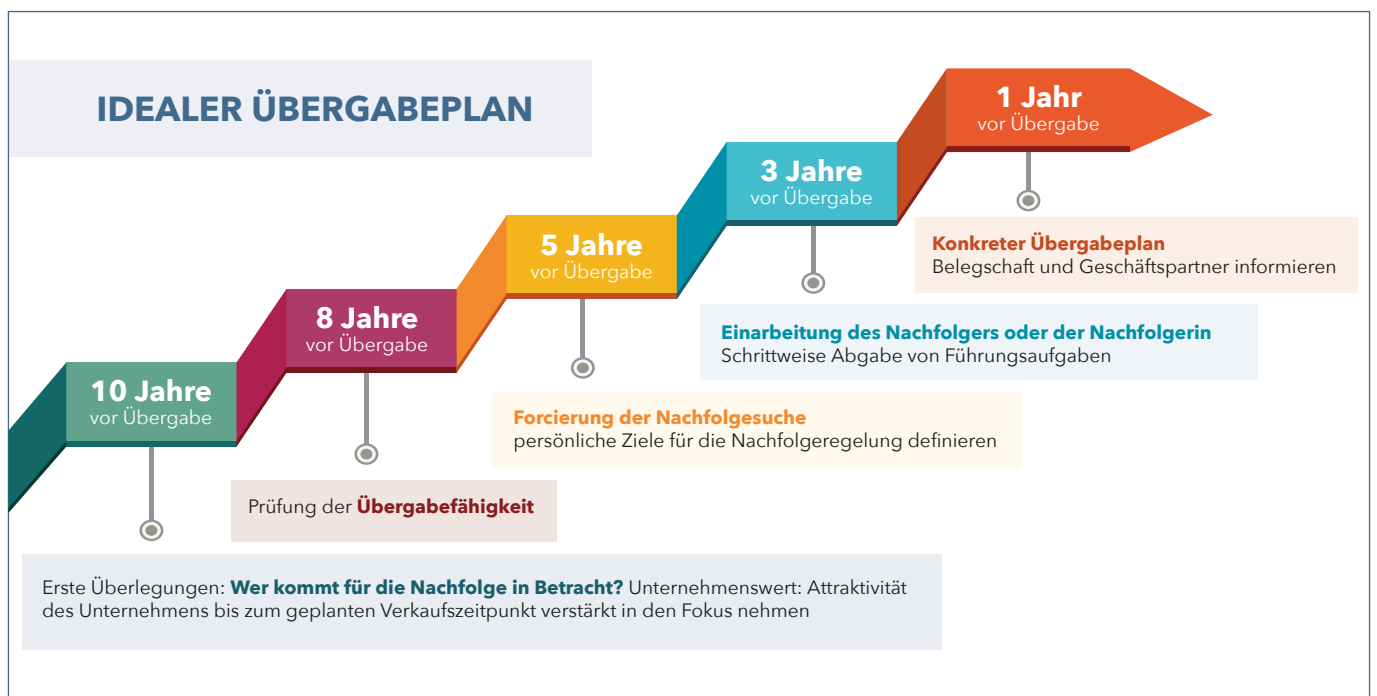 IDEALER ÜBERGABEPLAN
1 Jahr
vor Übergabe
3 Jahre
vor Übergabe
5 Jahre
vor Übergabe
8 Jahre
vor Übergabe
10 Jahre
vor Übergabe
Konkreter Übergabeplan
Belegschaft und Geschäftspartner informieren
Einarbeitung des Nachfolgers oder der Nachfolgerin
Schrittweise Abgabe von Führungsaufgaben
Forcierung der Nachfolgesuche
persönliche Ziele für die Nachfolgeregelung definieren
Prüfung der Übergabefähigkeit
Erste Überlegungen: Wer kommt für die Nachfolge in Betracht? Unternehmenswert: Attraktivität
des Unternehmens bis zum geplanten Verkaufszeitpunkt verstärkt in den Fokus nehmen